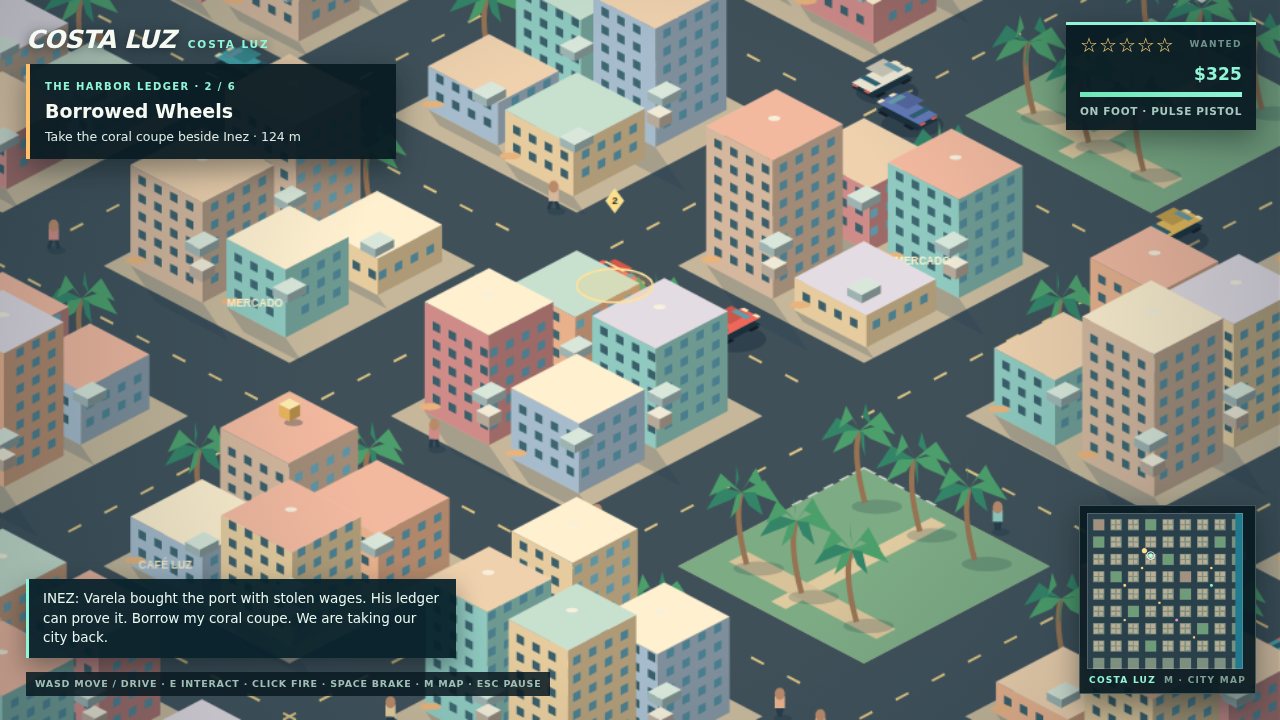 COSTA LUZ COSTA LUZ
THE HARBOR LEDGER · 2 / 6
Borrowed Wheels
Take the coral coupe beside Inez · 124 m
☆☆☆☆☆ WANTED
$325
ON FOOT · PULSE PISTOL
2
MERCADO
MERCADO
CAFÉ LUZ
INEZ: Varela bought the port with stolen wages. His ledger
can prove it. Borrow my coral coupe. We are taking our
city back.
WASD MOVE / DRIVE · E INTERACT · CLICK FIRE · SPACE BRAKE · M MAP · ESC PAUSE
COSTA LUZ M · CITY MAP